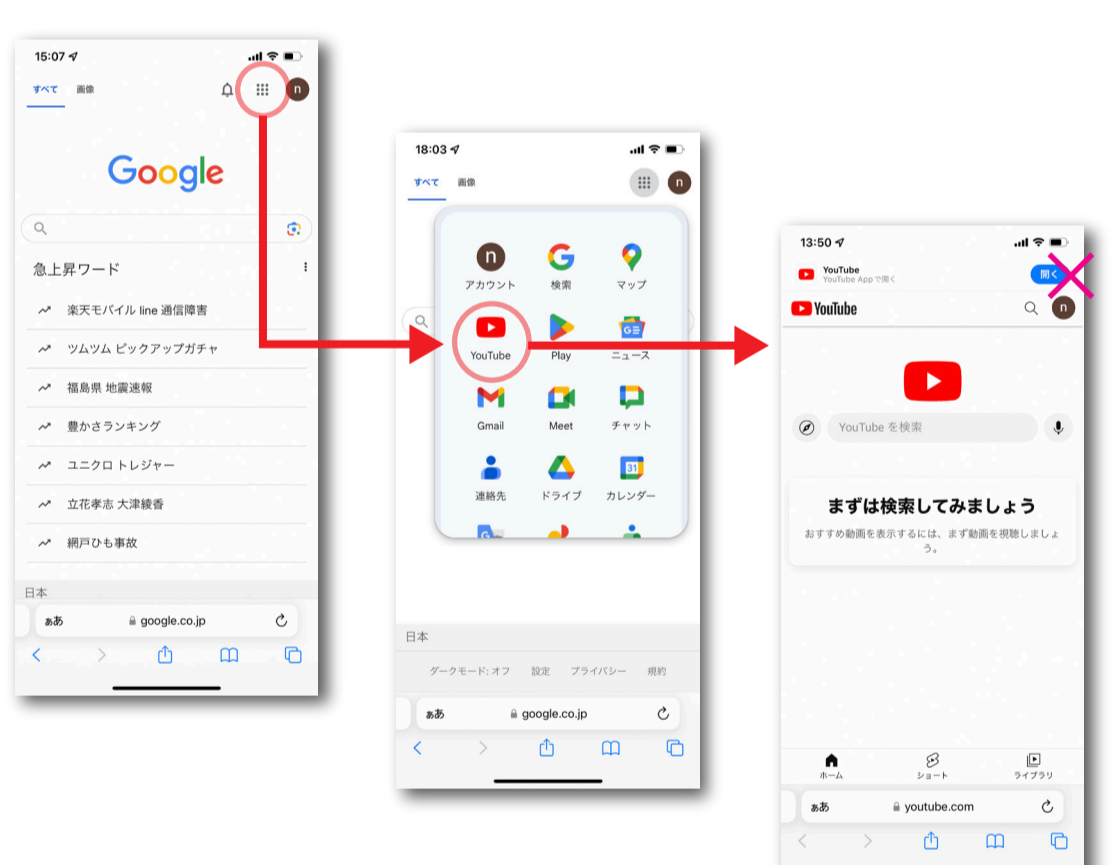 15:07
すべて 画像
n
Google
急上昇ワード
楽天モバイル line 通信障害
ツムツム ピックアップガチャ
福島県 地震速報
豊かさランキング
ユニクロ トレジャー
立花孝志 大津綾香
網戸ひも事故
日本
ぁあ google.co.jp
18:03
すべて 画像
n
n
アカウント 検索 マップ
YouTube Play ニュース
Gmail Meet チャット
31
連絡先 ドライブ カレンダー
日本
ダークモード: オフ 設定 プライバシー 規約
ぁあ google.co.jp
13:50
YouTube
YouTube App で開く
開く
YouTube
n
YouTube を検索
まずは検索してみましょう
おすすめ動画を表示するには、まず動画を視聴しましょ
う。
ホーム ショート ライブラリ
ぁあ youtube.com